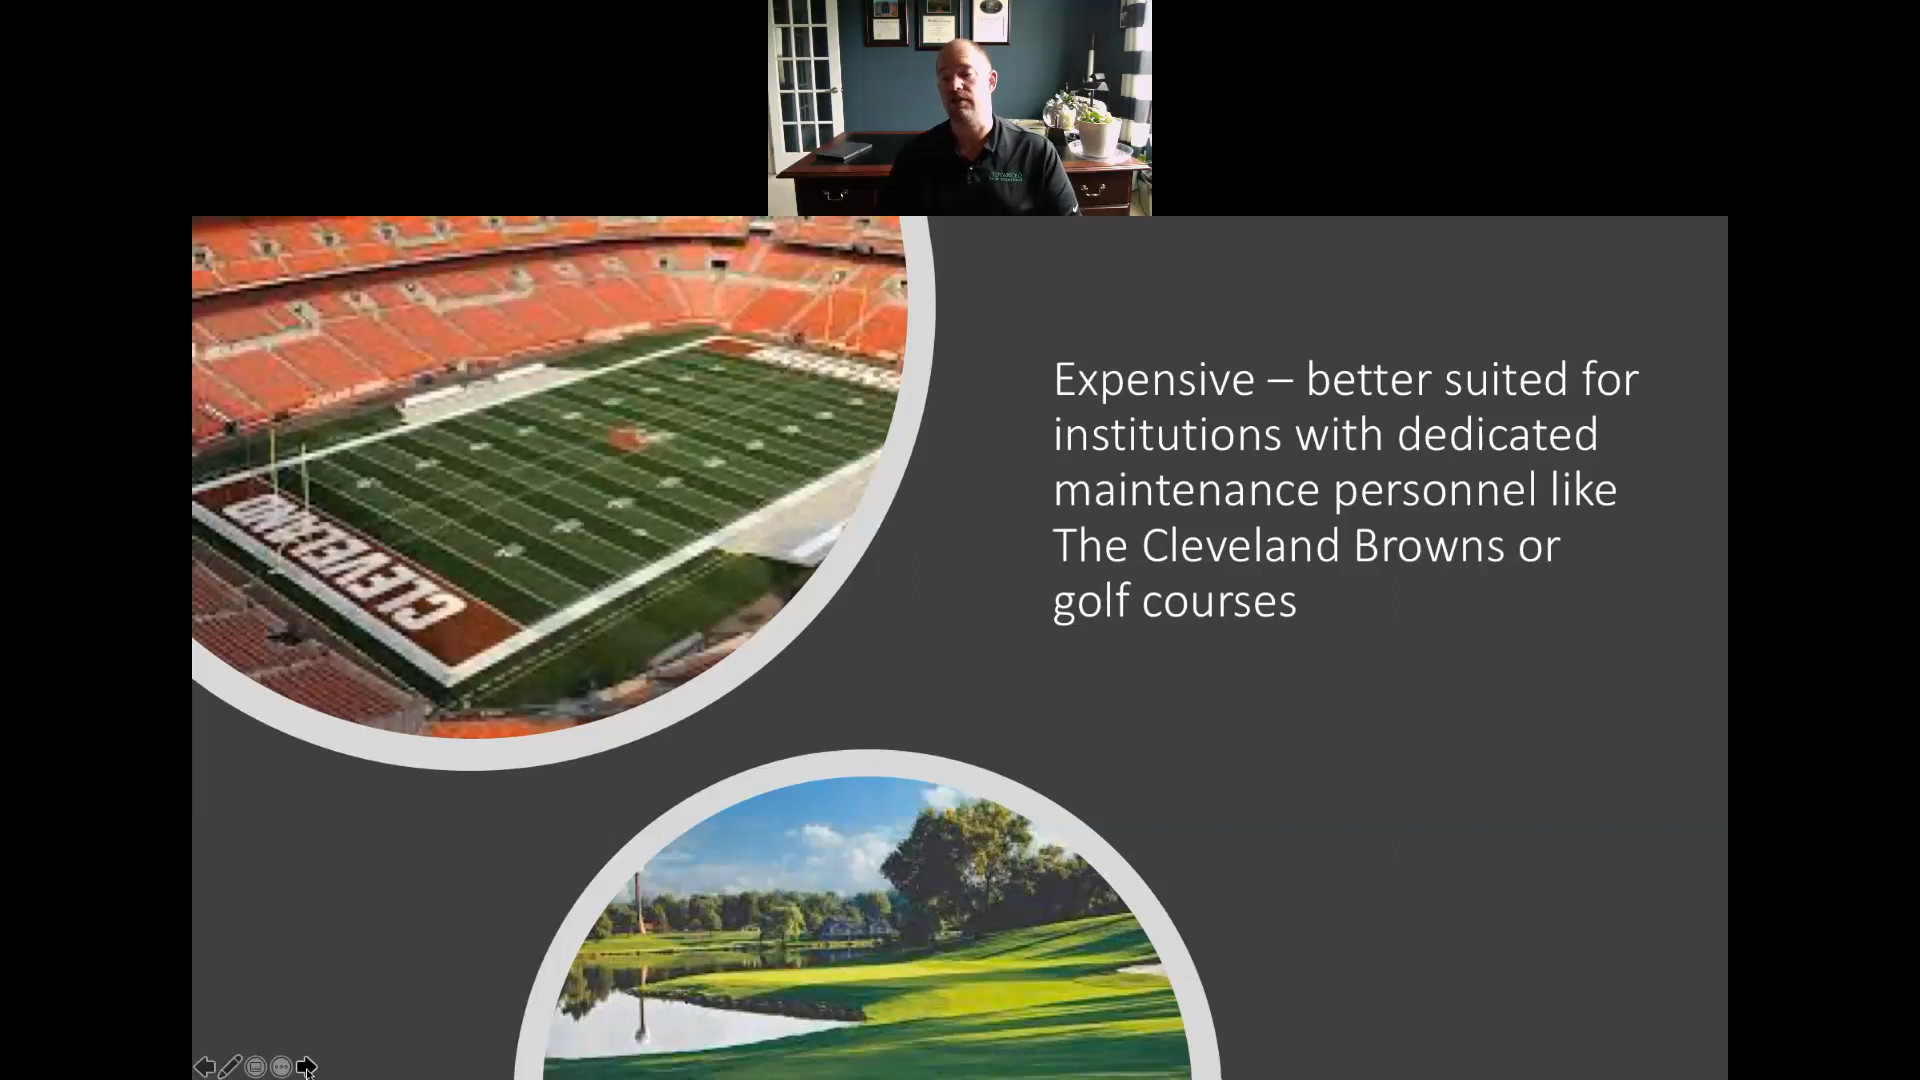 Expensive – better suited for
institutions with dedicated
maintenance personnel like
The Cleveland Browns or
golf courses
CLEVELAND